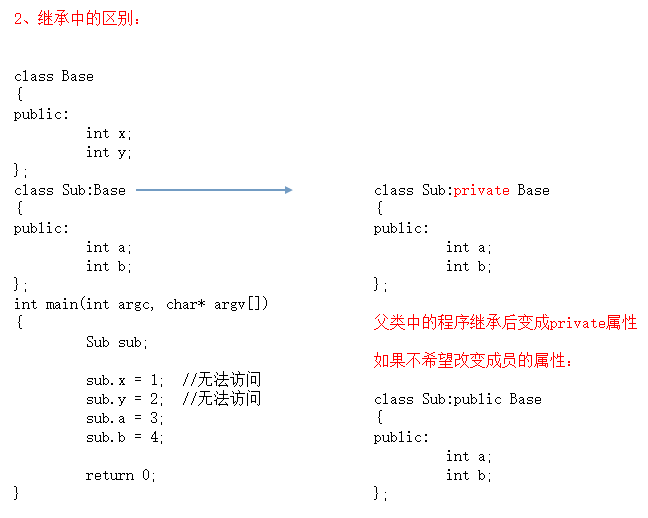 2、继承中的区别：
class Base
{
public:
int x;
int y;
};
class Sub:Base
{
public:
int a;
int b;
};
int main(int argc, char* argv[])
{
Sub sub;
sub.x = 1;  //无法访问
sub.y = 2;  //无法访问
sub.a = 3;
sub.b = 4;
return 0;
}
class Sub:private Base
{
public:
int a;
int b;
};
父类中的程序继承后变成private属性
如果不希望改变成员的属性：
class Sub:public Base
{
public:
int a;
int b;
};